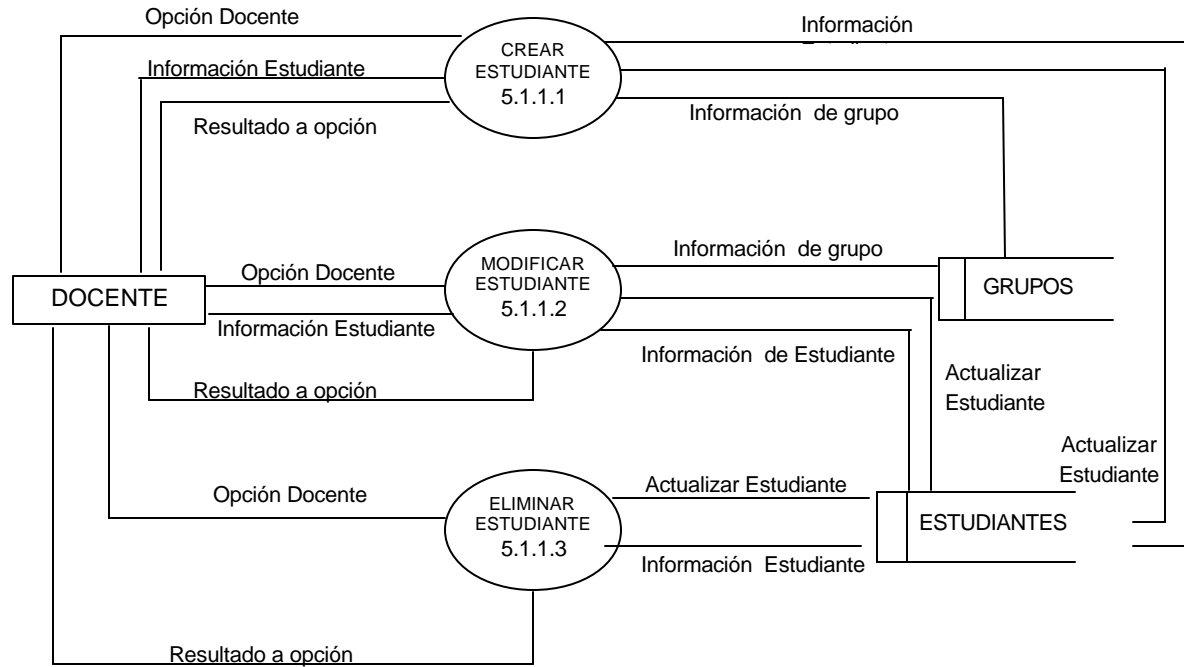 Opción Docente
Información
CREAR
ESTUDIANTE
5.1.1.1
Información Estudiante
Información de grupo
Resultado a opción
Información de grupo
MODIFICAR
ESTUDIANTE
5.1.1.2
Opción Docente
DOCENTE
GRUPOS
Información Estudiante
Información de Estudiante
Actualizar
Estudiante
Resultado a opción
Actualizar
Estudiante
Opción Docente
Actualizar Estudiante
ELIMINAR
ESTUDIANTE
5.1.1.3
ESTUDIANTES
Información Estudiante
Resultado a opción